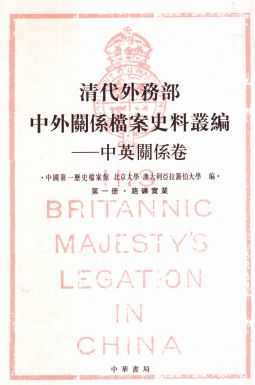 清代外務部
中外關係檔案史料叢編
——中英關係卷
·中國第一歷史檔案館 北京大學 澳大利亞拉籌伯大學 編·
第一册·路礦實業
BRITANNIC
MAJESTY'S
LEGATION
IN
CHINA
中華書局